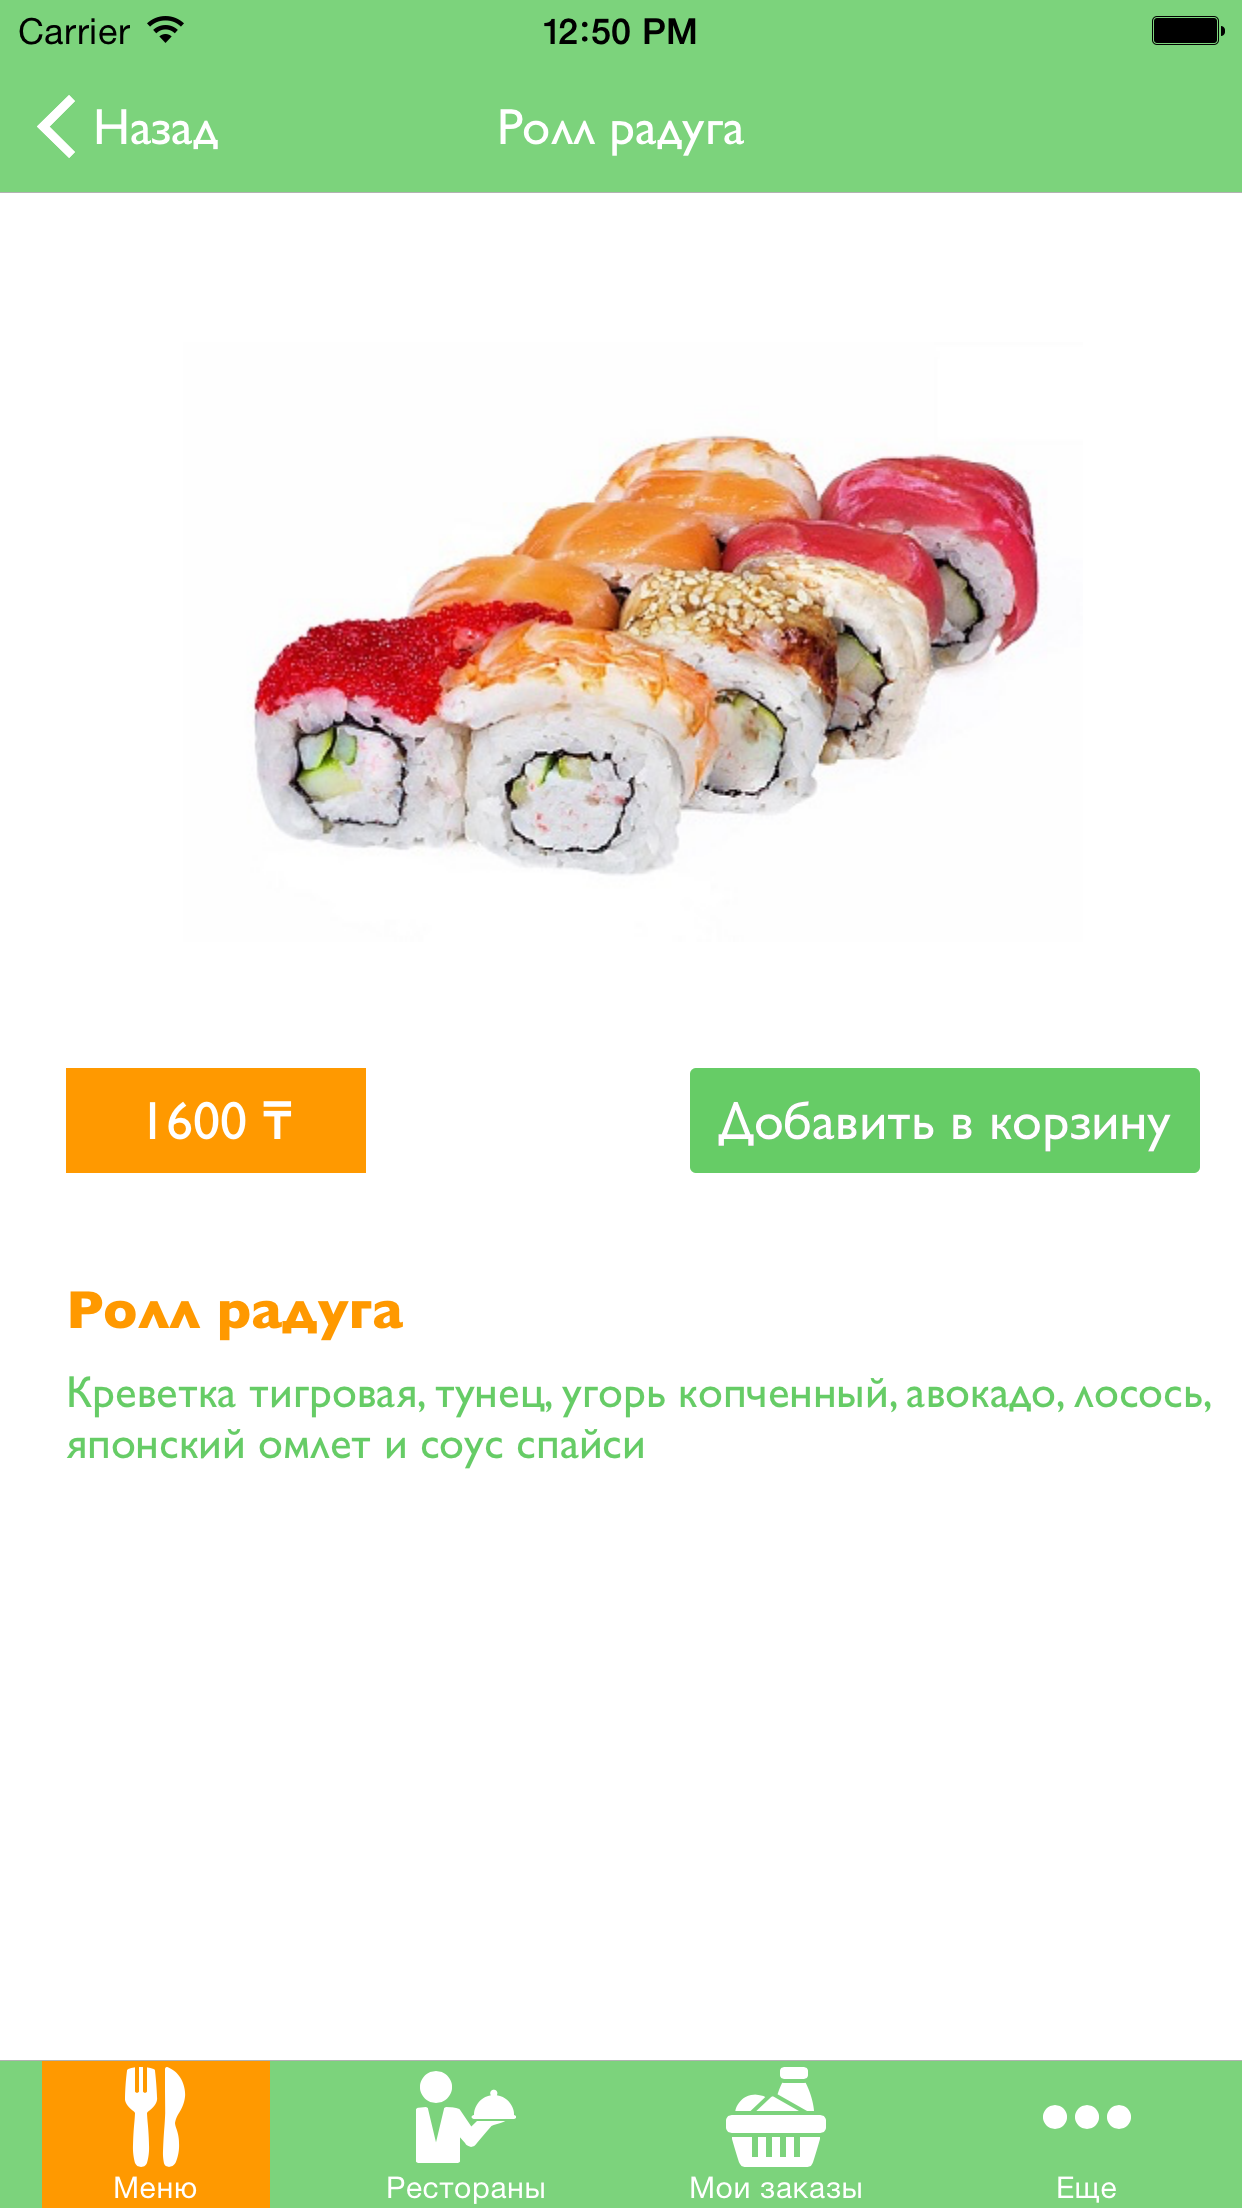 Carrier 12:50 PM
Назад Ролл радуга
1600 ₸ Добавить в корзину
Ролл радуга
Креветка тигровая, тунец, угорь копченный, авокадо, лосось,
японский омлет и соус спайси
Меню Рестораны Мои заказы Еще